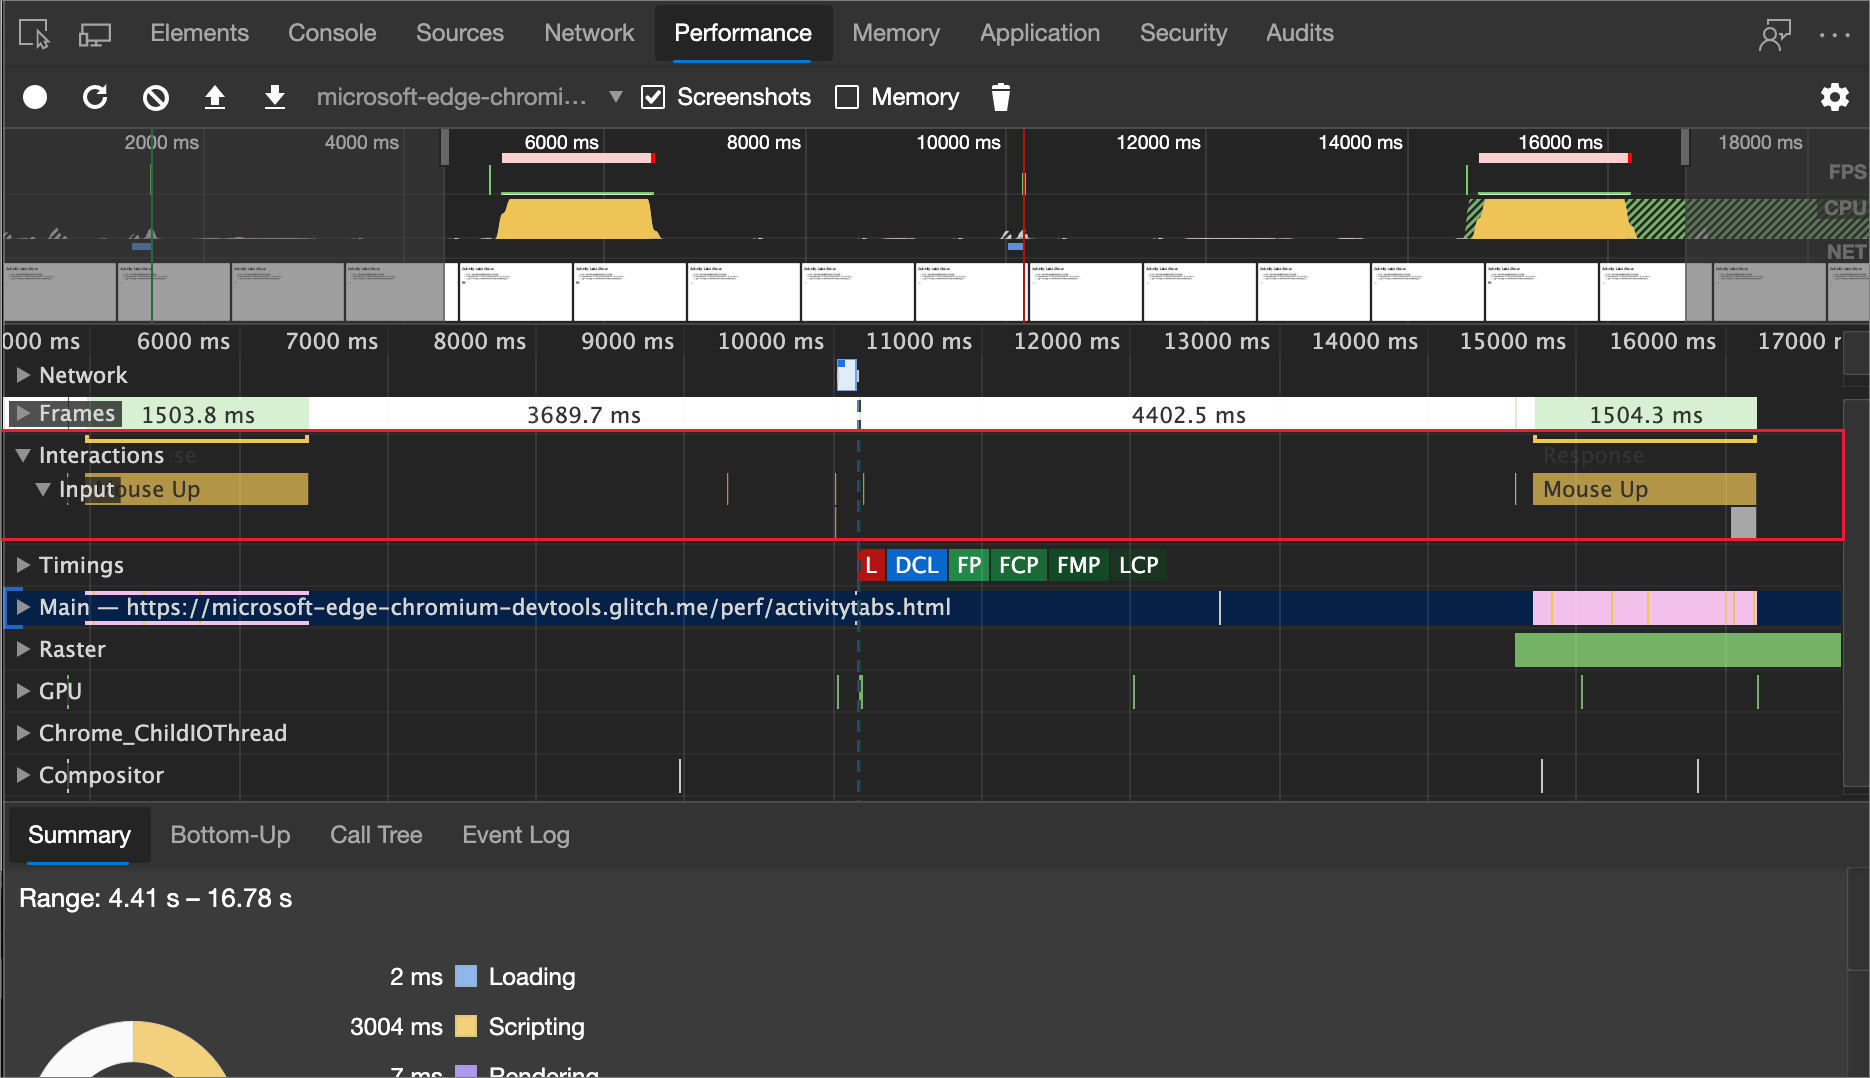 Elements Console Sources Network Performance Memory Application Security Audits
microsoft-edge-chromi... Screenshots Memory
2000 ms 4000 ms 6000 ms 8000 ms 10000 ms 12000 ms 14000 ms 16000 ms 18000 ms
FPS
CPU
NET
000 ms 6000 ms 7000 ms 8000 ms 9000 ms 10000 ms 11000 ms 12000 ms 13000 ms 14000 ms 15000 ms 16000 ms 17000
Network
Frames 1503.8 ms 3689.7 ms 4402.5 ms 1504.3 ms
Interactions Response
Input ouse Up Mouse Up
Timings L DCL FP FCP FMP LCP
Main — https://microsoft-edge-chromium-devtools.glitch.me/perf/activitytabs.html
Raster
GPU
Chrome_ChildIOThread
Compositor
Summary Bottom-Up Call Tree Event Log
Range: 4.41 s – 16.78 s
2 ms Loading
3004 ms Scripting
7 ms Rendering